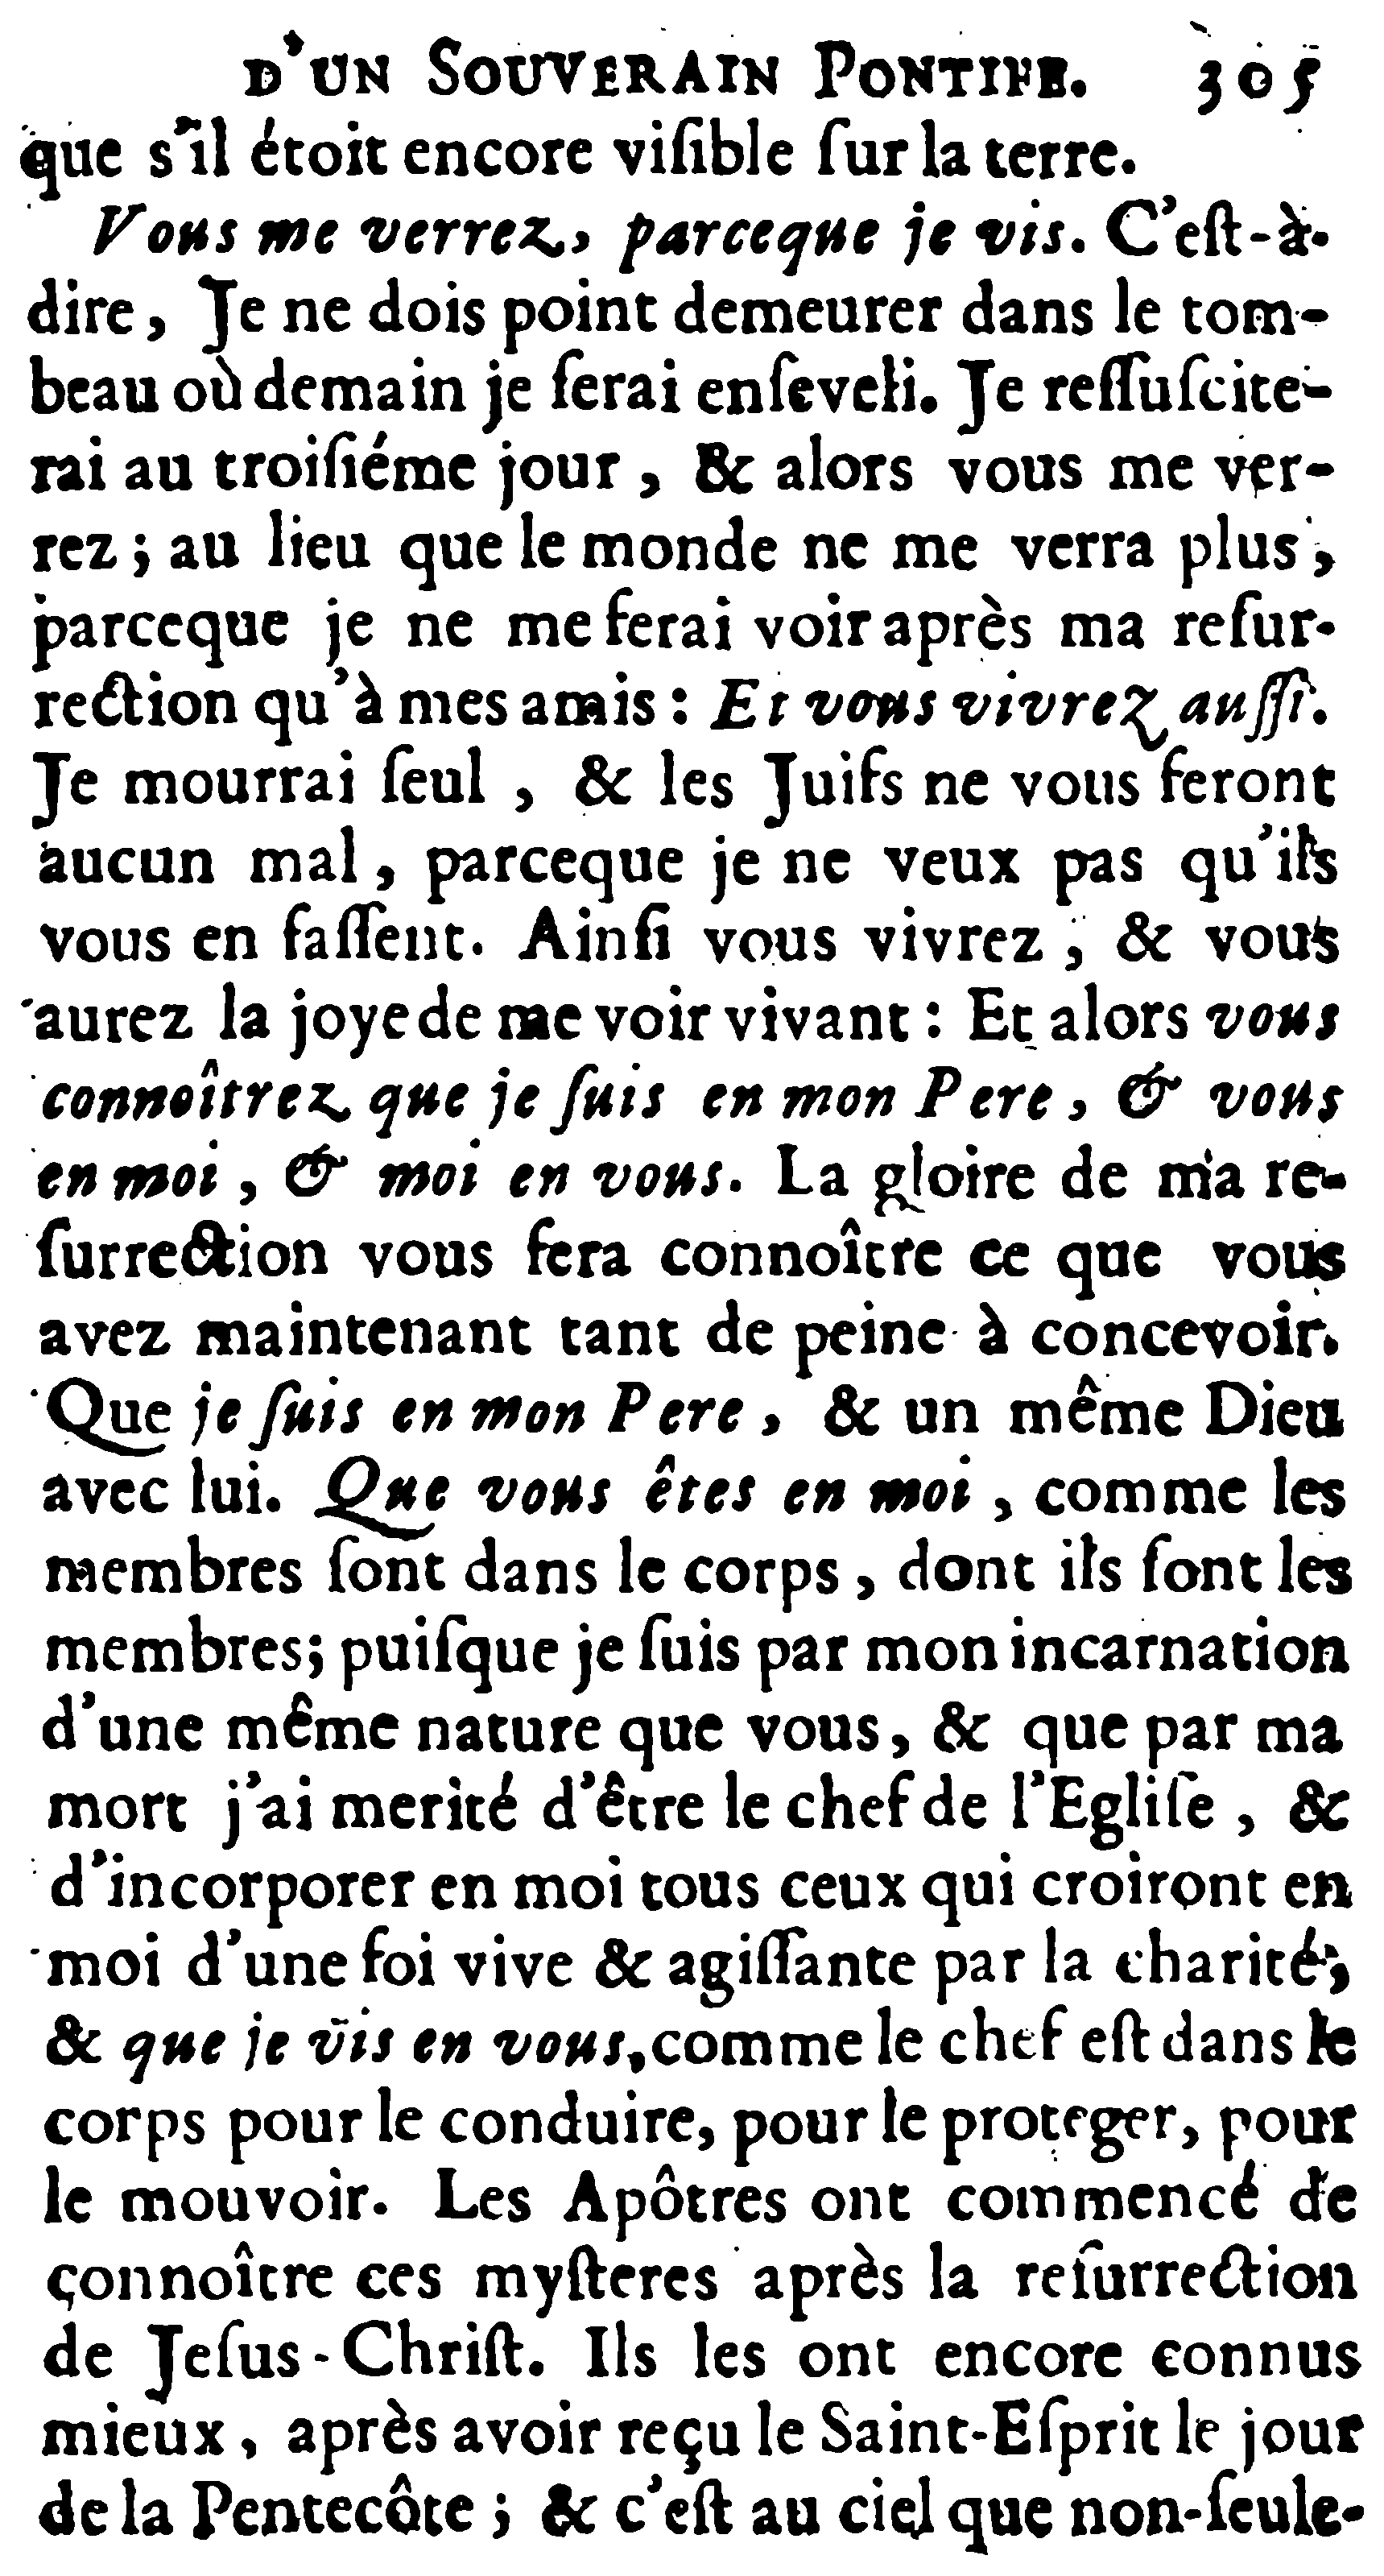 D'UN SOUVERAIN PONTIFE. 305
que s'il étoit encore viſible ſur la terre.
Vous me verrez, parceque je vis. C'eſt-à-
dire, Je ne dois point demeurer dans le tom-
beau où demain je ſerai enſeveli. Je reſſuſcite-
rai au troiſiéme jour, & alors vous me ver-
rez; au lieu que le monde ne me verra plus,
parceque je ne me ferai voir après ma reſur-
rection qu'à mes amis: Et vous vivrez auſſi.
Je mourrai ſeul, & les Juifs ne vous feront
aucun mal, parceque je ne veux pas qu'ils
vous en faſſent. Ainſi vous vivrez, & vous
aurez la joye de me voir vivant: Et alors vous
connoîtrez que je ſuis en mon Pere, & vous
en moi, & moi en vous. La gloire de ma re-
ſurrection vous fera connoître ce que vous
avez maintenant tant de peine à concevoir.
Que je ſuis en mon Pere, & un même Dieu
avec lui. Que vous êtes en moi, comme les
membres ſont dans le corps, dont ils ſont les
membres; puiſque je ſuis par mon incarnation
d'une même nature que vous, & que par ma
mort j'ai merité d'être le chef de l'Egliſe, &
d'incorporer en moi tous ceux qui croiront en
moi d'une foi vive & agiſſante par la charité;
& que je vis en vous, comme le chef eſt dans le
corps pour le conduire, pour le proteger, pour
le mouvoir. Les Apôtres ont commencé de
connoître ces myſteres après la reſurrection
de Jeſus-Chriſt. Ils les ont encore connus
mieux, après avoir reçu le Saint-Eſprit le jour
de la Pentecôte; & c'eſt au ciel que non-ſeule-